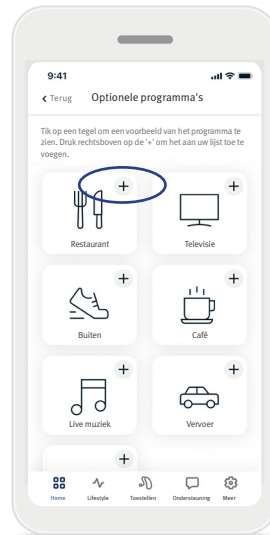 9:41
Terug Optionele programma's
Tik op een tegel om een voorbeeld van het programma te
zien. Druk rechtsboven op de '+' om het aan uw lijst toe te
voegen.
+ +
Restaurant Televisie
+ +
Buiten Café
+ +
Live muziek Vervoer
+
Home Lifestyle Toestellen Ondersteuning Meer